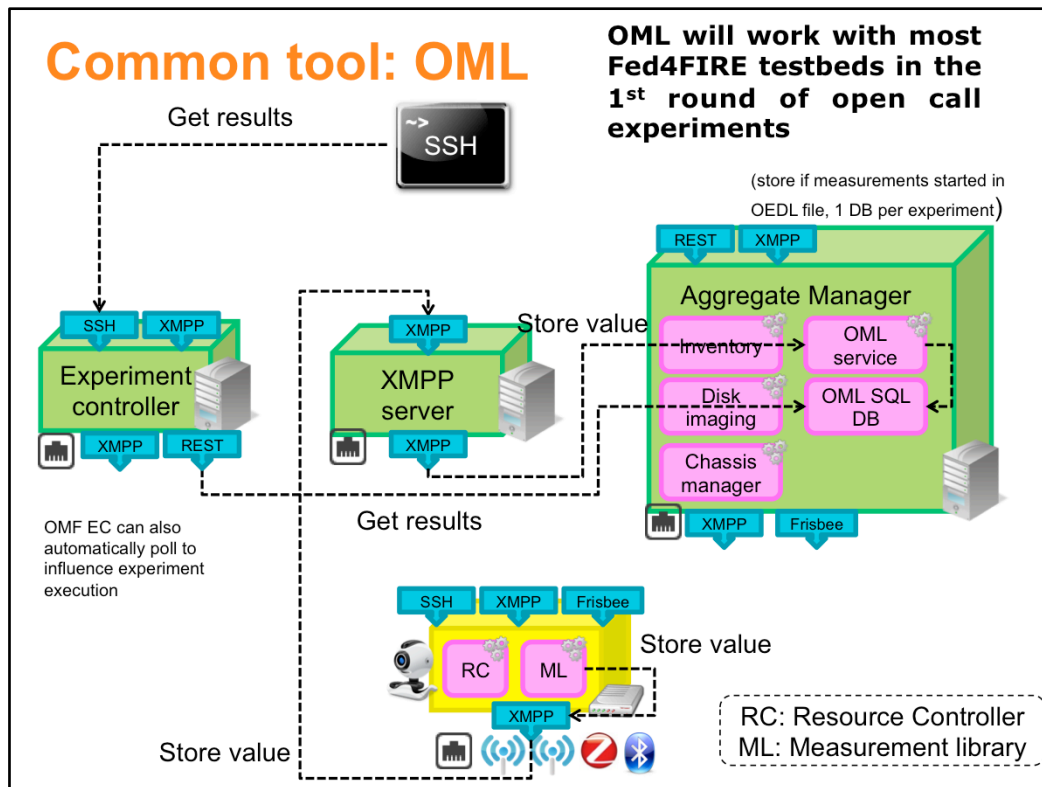 Common tool: OML
OML will work with most
Fed4FIRE testbeds in the
1st round of open call
experiments
Get results
~>
SSH
(store if measurements started in
OEDL file, 1 DB per experiment)
REST
XMPP
Aggregate Manager
Store value
Inventory
OML
service
Disk
imaging
OML SQL
DB
Chassis
manager
XMPP
Frisbee
SSH
XMPP
Experiment
controller
XMPP
REST
XMPP
XMPP
server
XMPP
Get results
OMF EC can also
automatically poll to
influence experiment
execution
SSH
XMPP
Frisbee
RC
ML
Store value
XMPP
Store value
RC: Resource Controller
ML: Measurement library